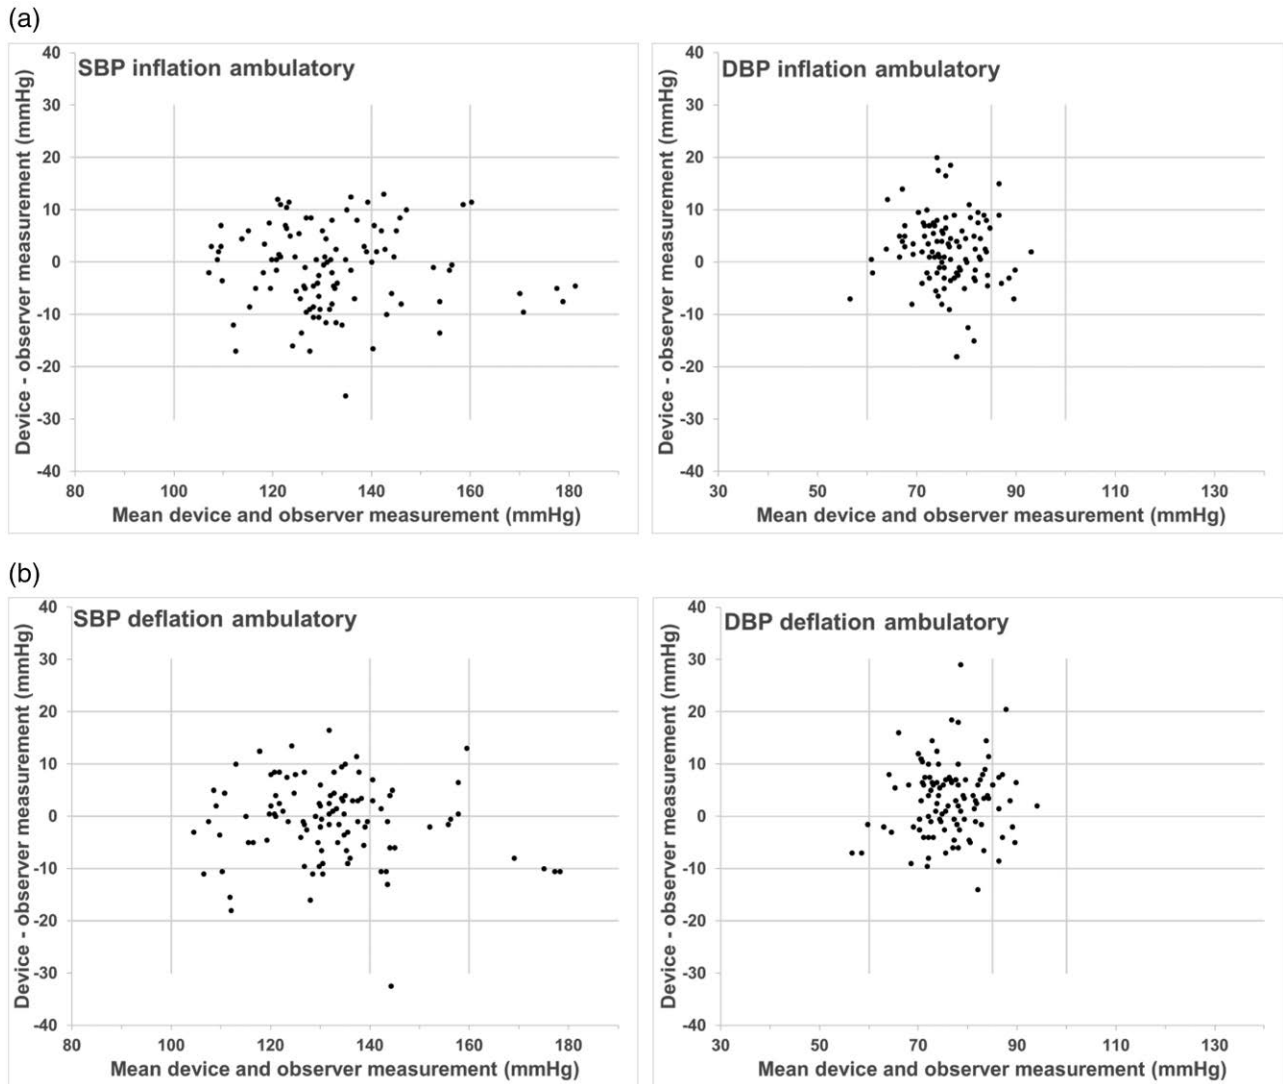 (a)
SBP inflation ambulatory
Device - observer measurement (mmHg)
40
30
20
10
0
-10
-20
-30
-40
80 100 120 140 160 180
Mean device and observer measurement (mmHg)
DBP inflation ambulatory
Device - observer measurement (mmHg)
40
30
20
10
0
-10
-20
-30
-40
30 50 70 90 110 130
Mean device and observer measurement (mmHg)
(b)
SBP deflation ambulatory
Device - observer measurement (mmHg)
40
30
20
10
0
-10
-20
-30
-40
80 100 120 140 160 180
Mean device and observer measurement (mmHg)
DBP deflation ambulatory
Device - observer measurement (mmHg)
40
30
20
10
0
-10
-20
-30
-40
30 50 70 90 110 130
Mean device and observer measurement (mmHg)